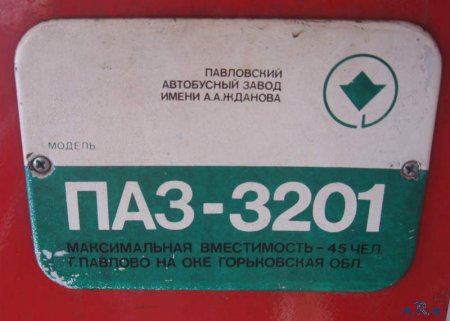 ПАВЛОВСКИЙ
АВТОБУСНЫЙ ЗАВОД
ИМЕНИ А.А.ЖДАНОВА
МОДЕЛЬ
ПАЗ-3201
МАКСИМАЛЬНАЯ ВМЕСТИМОСТЬ - 45 ЧЕЛ.
Г.ПАВЛОВО НА ОКЕ ГОРЬКОВСКАЯ ОБЛ.